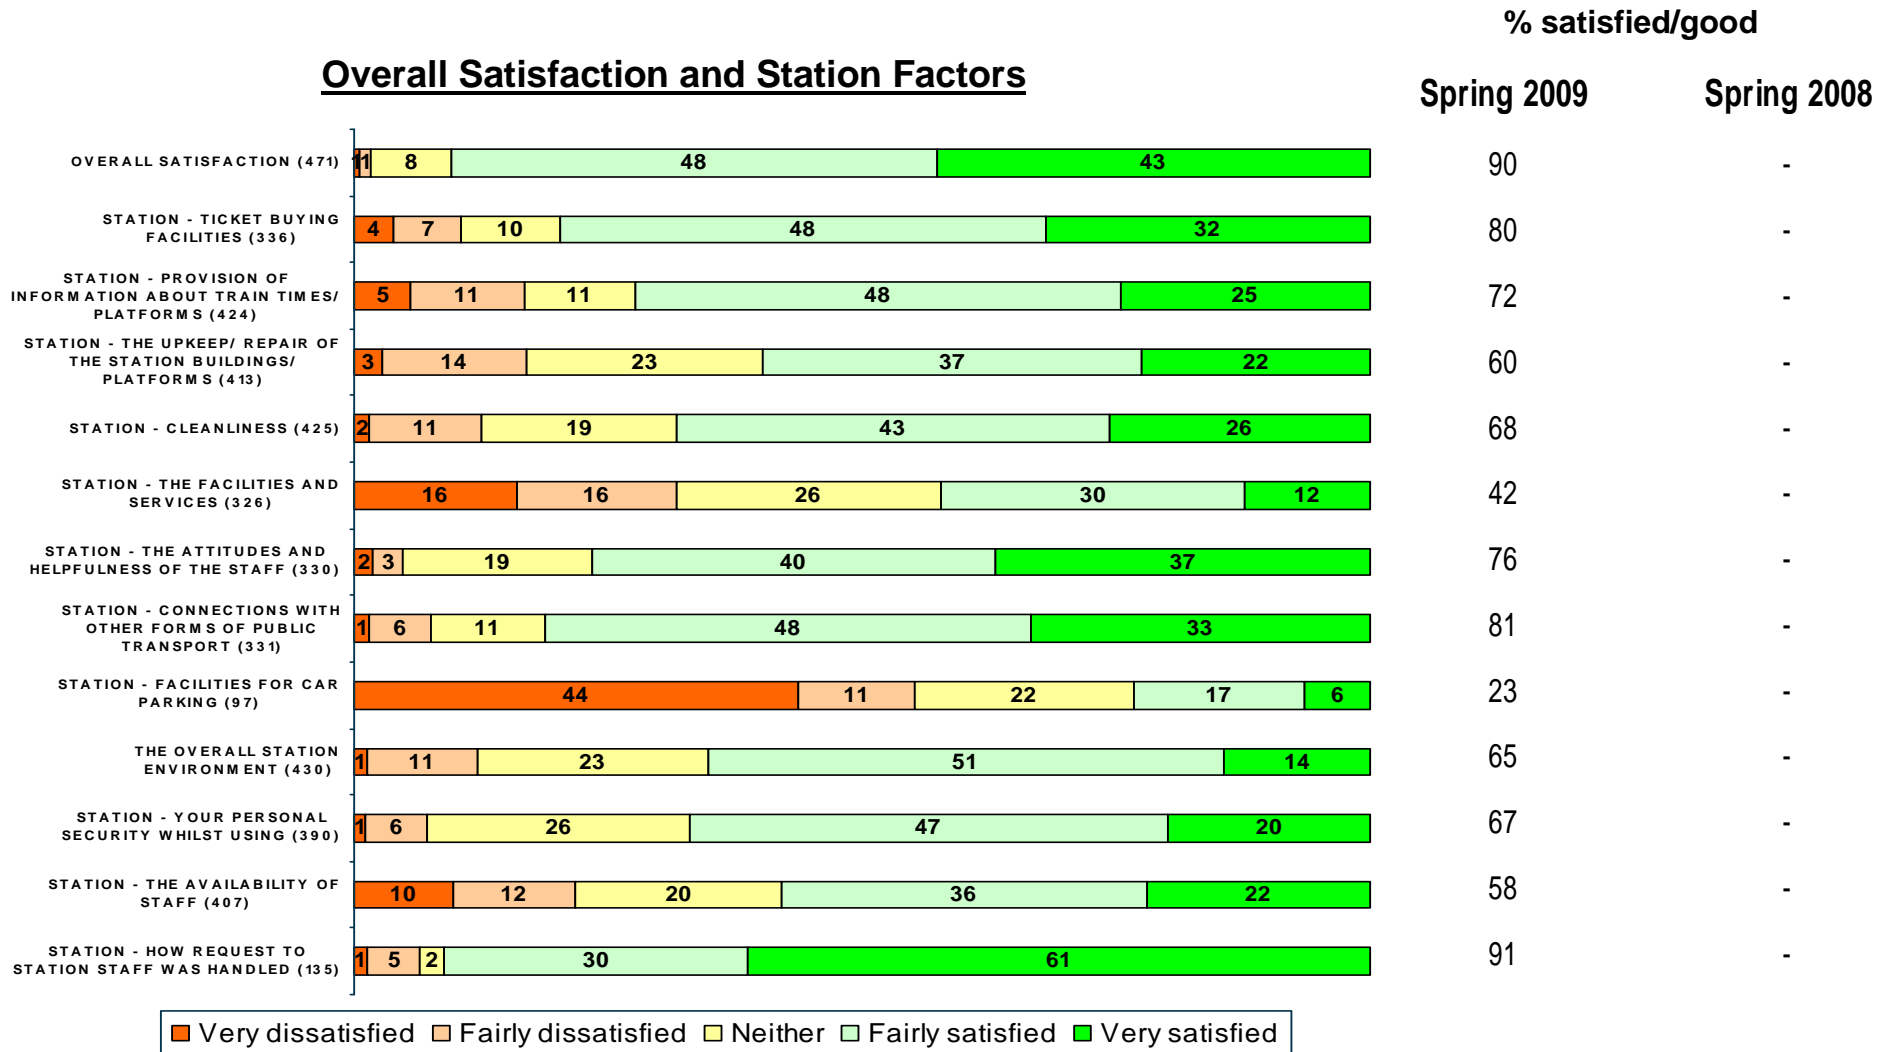 % satisfied/good
Overall Satisfaction and Station Factors
Spring 2009 Spring 2008
OVERALL SATISFACTION (471) 1 1 8 48 43 90 -
STATION - TICKET BUYING
FACILITIES (336) 4 7 10 48 32 80 -
STATION - PROVISION OF
INFORMATION ABOUT TRAIN TIMES/
PLATFORMS (424) 5 11 11 48 25 72 -
STATION - THE UPKEEP/ REPAIR OF
THE STATION BUILDINGS/
PLATFORMS (413) 3 14 23 37 22 60 -
STATION - CLEANLINESS (425) 2 11 19 43 26 68 -
STATION - THE FACILITIES AND
SERVICES (326) 16 16 26 30 12 42 -
STATION - THE ATTITUDES AND
HELPFULNESS OF THE STAFF (330) 2 3 19 40 37 76 -
STATION - CONNECTIONS WITH
OTHER FORMS OF PUBLIC
TRANSPORT (331) 1 6 11 48 33 81 -
STATION - FACILITIES FOR CAR
PARKING (97) 44 11 22 17 6 23 -
THE OVERALL STATION
ENVIRONMENT (430) 1 11 23 51 14 65 -
STATION - YOUR PERSONAL
SECURITY WHILST USING (390) 1 6 26 47 20 67 -
STATION - THE AVAILABILITY OF
STAFF (407) 10 12 20 36 22 58 -
STATION - HOW REQUEST TO
STATION STAFF WAS HANDLED (135) 1 5 2 30 61 91 -
Very dissatisfied Fairly dissatisfied Neither Fairly satisfied Very satisfied